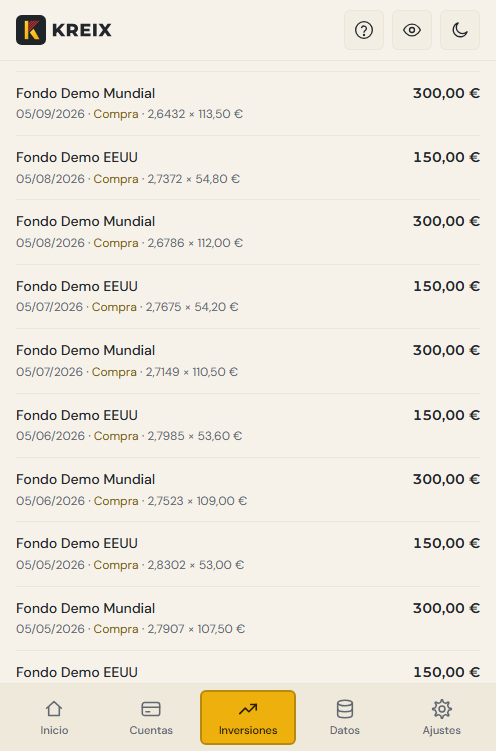 KREIX
Fondo Demo Mundial 300,00 €
05/09/2026 · Compra · 2,6432 × 113,50 €
Fondo Demo EEUU 150,00 €
05/08/2026 · Compra · 2,7372 × 54,80 €
Fondo Demo Mundial 300,00 €
05/08/2026 · Compra · 2,6786 × 112,00 €
Fondo Demo EEUU 150,00 €
05/07/2026 · Compra · 2,7675 × 54,20 €
Fondo Demo Mundial 300,00 €
05/07/2026 · Compra · 2,7149 × 110,50 €
Fondo Demo EEUU 150,00 €
05/06/2026 · Compra · 2,7985 × 53,60 €
Fondo Demo Mundial 300,00 €
05/06/2026 · Compra · 2,7523 × 109,00 €
Fondo Demo EEUU 150,00 €
05/05/2026 · Compra · 2,8302 × 53,00 €
Fondo Demo Mundial 300,00 €
05/05/2026 · Compra · 2,7907 × 107,50 €
Fondo Demo EEUU 150,00 €
Inicio Cuentas Inversiones Datos Ajustes